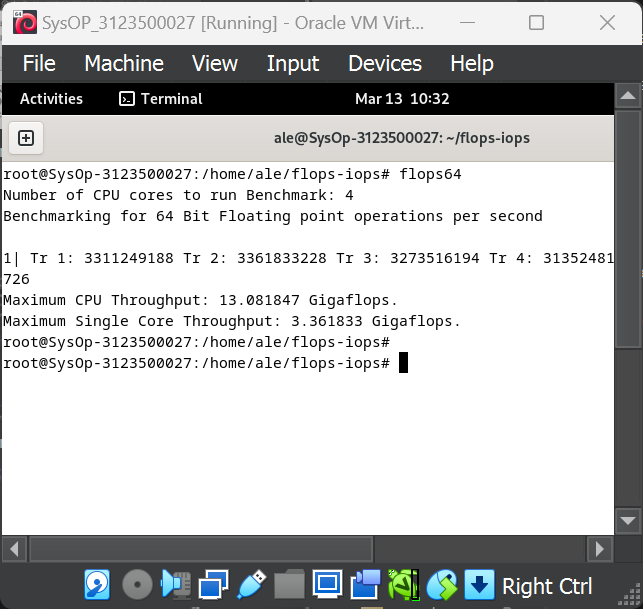 SysOP_3123500027 [Running] - Oracle VM Virt...
File Machine View Input Devices Help
Activities Terminal Mar 13 10:32
ale@SysOp-3123500027: ~/flops-iops
root@SysOp-3123500027:/home/ale/flops-iops# flops64
Number of CPU cores to run Benchmark: 4
Benchmarking for 64 Bit Floating point operations per second
1| Tr 1: 3311249188 Tr 2: 3361833228 Tr 3: 3273516194 Tr 4: 31352481
726
Maximum CPU Throughput: 13.081847 Gigaflops.
Maximum Single Core Throughput: 3.361833 Gigaflops.
root@SysOp-3123500027:/home/ale/flops-iops#
root@SysOp-3123500027:/home/ale/flops-iops#
Right Ctrl